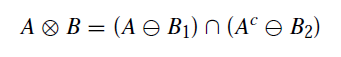 A ⊗ B = (A ⊖ B₁) ∩ (Aᶜ ⊖ B₂)